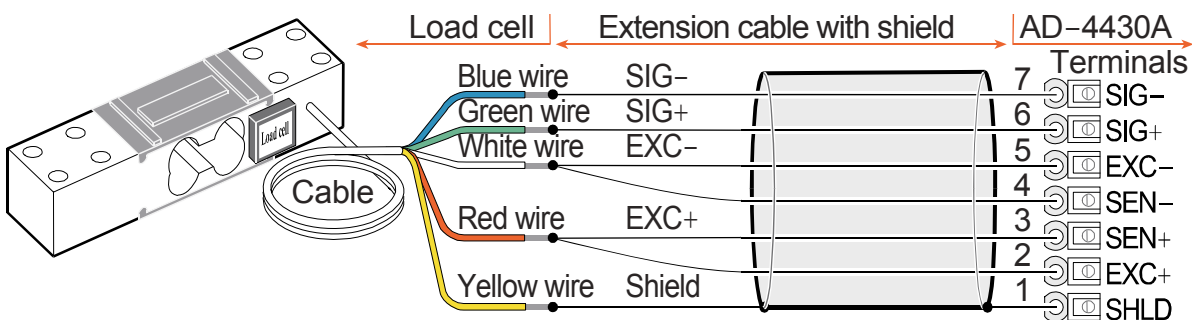 Load cell Extension cable with shield AD-4430A
Terminals
Blue wire SIG- 7 SIG-
Green wire SIG+ 6 SIG+
White wire EXC- 5 EXC-
4 SEN-
Red wire EXC+ 3 SEN+
2 EXC+
Yellow wire Shield 1 SHLD
Load cell
Cable